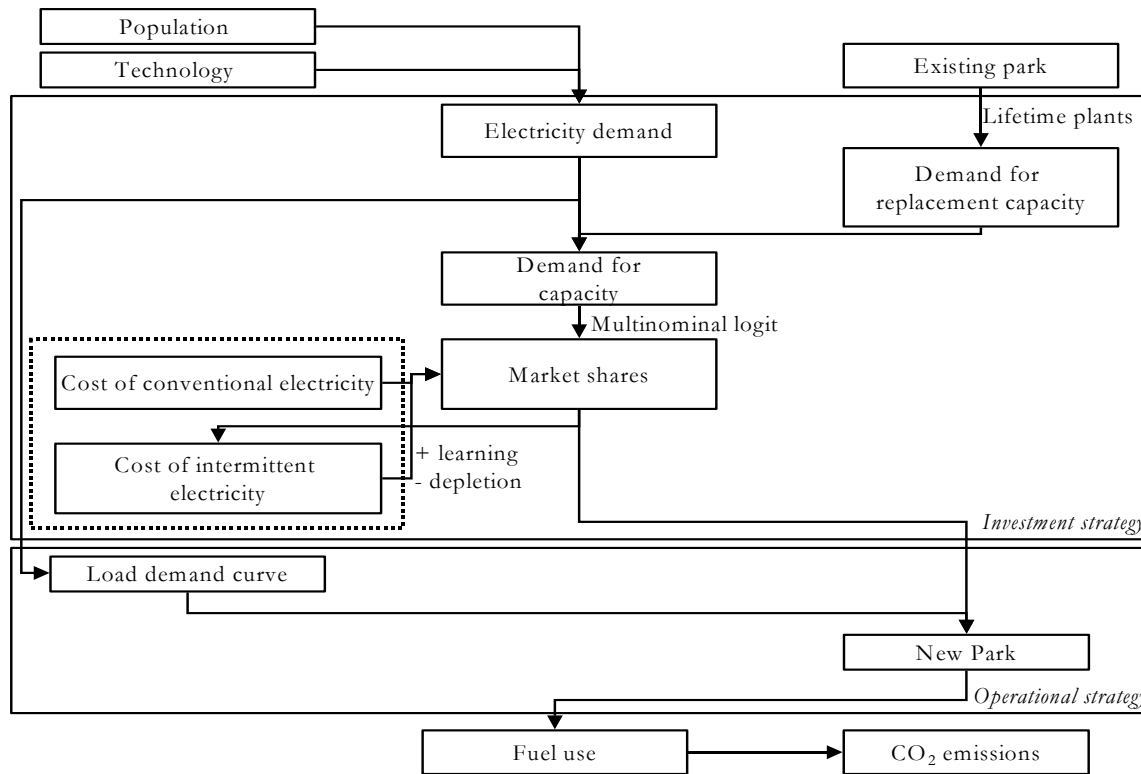 Population
Technology
Existing park
Lifetime plants
Electricity demand
Demand for
replacement capacity
Demand for
capacity
Multinominal logit
Cost of conventional electricity
Market shares
Cost of intermittent
electricity
+ learning
- depletion
Investment strategy
Load demand curve
New Park
Operational strategy
Fuel use
CO₂ emissions